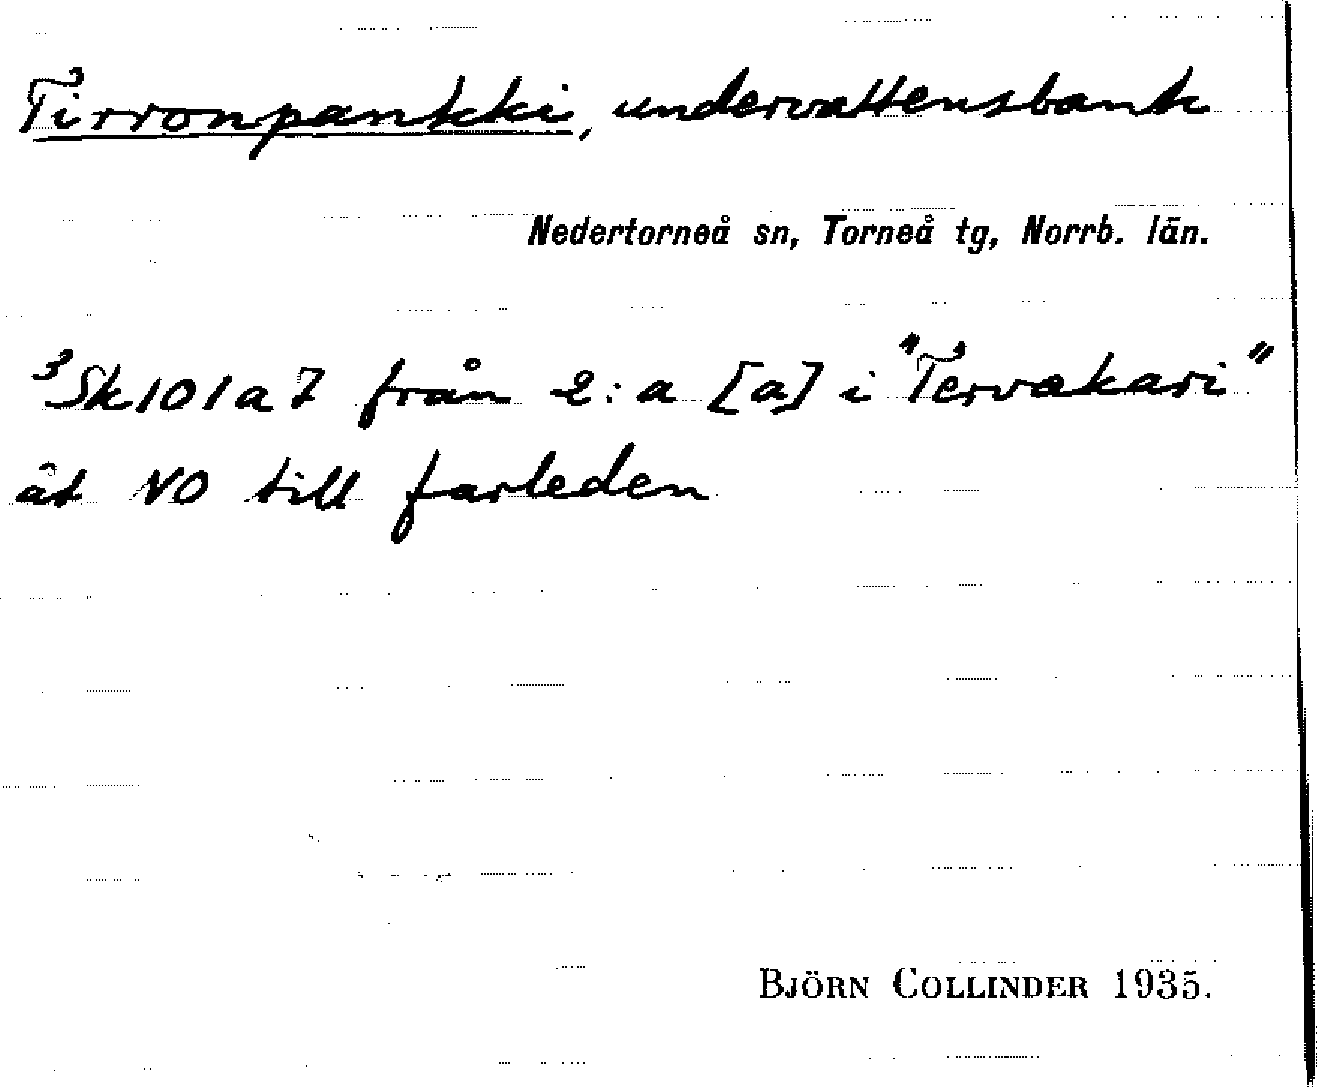 Tirronpankki, undervattensbank
Nedertorneå sn, Torneå tg, Norrb. län.
³Sk101a7 från 2:a [a] i "Tervakari"
åt NO till farleden
BJÖRN COLLINDER 1935.